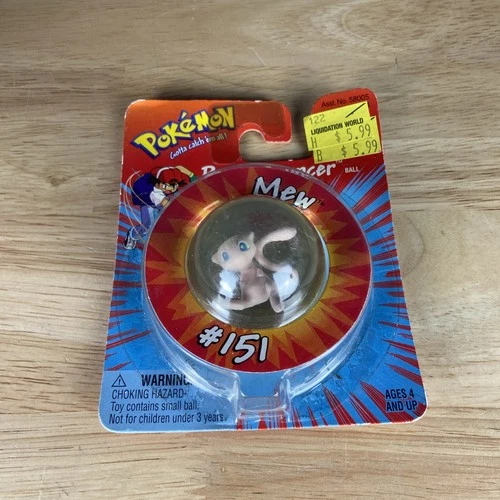 POKéMON
Gotta catch 'em all!
Asst. No. 58005
122
LIQUIDATION WORLD
H $ 5.99
B $ 5.99
BALL
Mew
#151
WARNING:
CHOKING HAZARD-
Toy contains small ball.
Not for children under 3 years.
AGES 4
AND UP